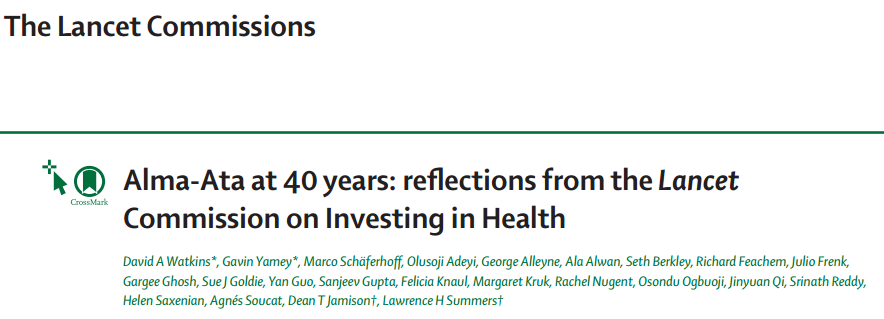 The Lancet Commissions
CrossMark
Alma-Ata at 40 years: reflections from the Lancet
Commission on Investing in Health
David A Watkins*, Gavin Yamey*, Marco Schäferhoff, Olusoji Adeyi, George Alleyne, Ala Alwan, Seth Berkley, Richard Feachem, Julio Frenk,
Gargee Ghosh, Sue J Goldie, Yan Guo, Sanjeev Gupta, Felicia Knaul, Margaret Kruk, Rachel Nugent, Osondu Ogbuoji, Jinyuan Qi, Srinath Reddy,
Helen Saxenian, Agnés Soucat, Dean T Jamison†, Lawrence H Summers†